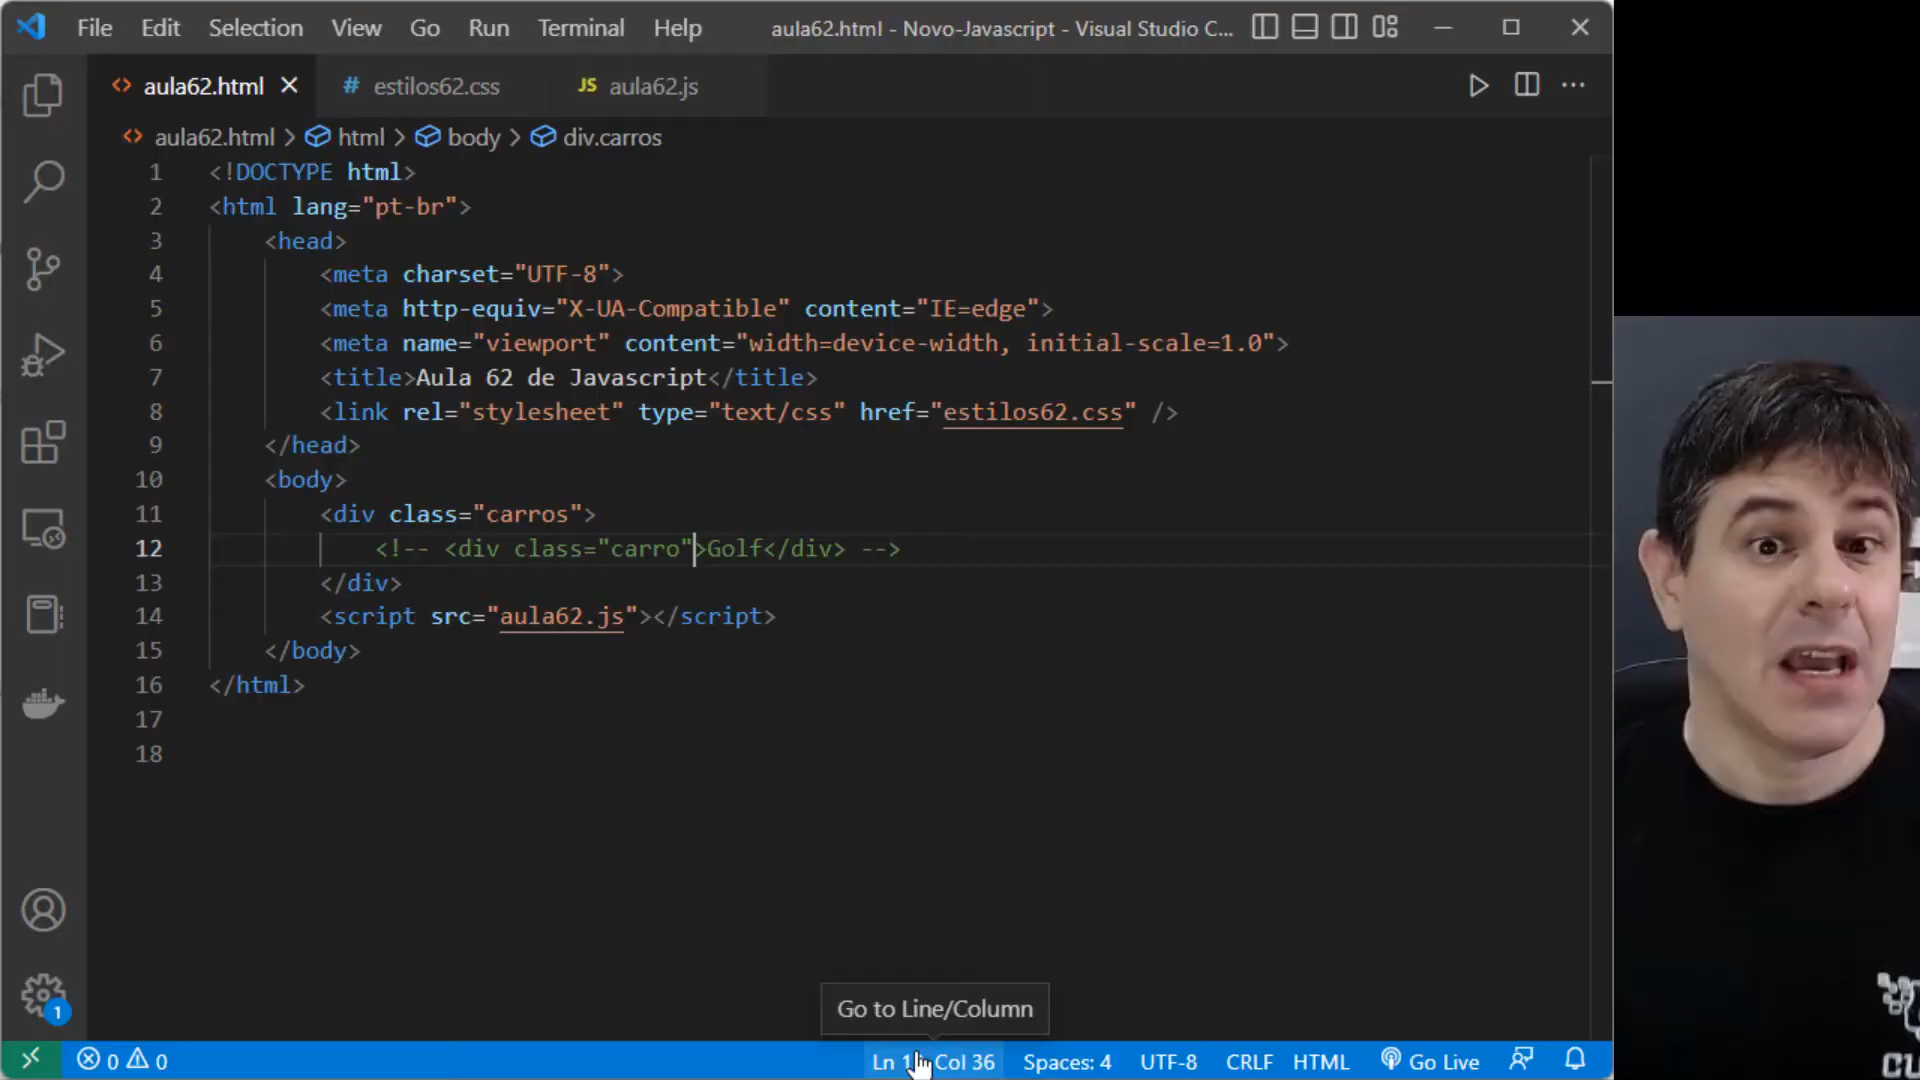 File Edit Selection View Go Run Terminal Help aula62.html - Novo-Javascript - Visual Studio C...
aula62.html estilos62.css JS aula62.js
aula62.html > html > body > div.carros
1 <!DOCTYPE html>
2 <html lang="pt-br">
3 <head>
4 <meta charset="UTF-8">
5 <meta http-equiv="X-UA-Compatible" content="IE=edge">
6 <meta name="viewport" content="width=device-width, initial-scale=1.0">
7 <title>Aula 62 de Javascript</title>
8 <link rel="stylesheet" type="text/css" href="estilos62.css" />
9 </head>
10 <body>
11 <div class="carros">
12 <!-- <div class="carro">Golf</div> -->
13 </div>
14 <script src="aula62.js"></script>
15 </body>
16 </html>
17
18
Go to Line/Column
1
0 0 Ln 1 Col 36 Spaces: 4 UTF-8 CRLF HTML Go Live